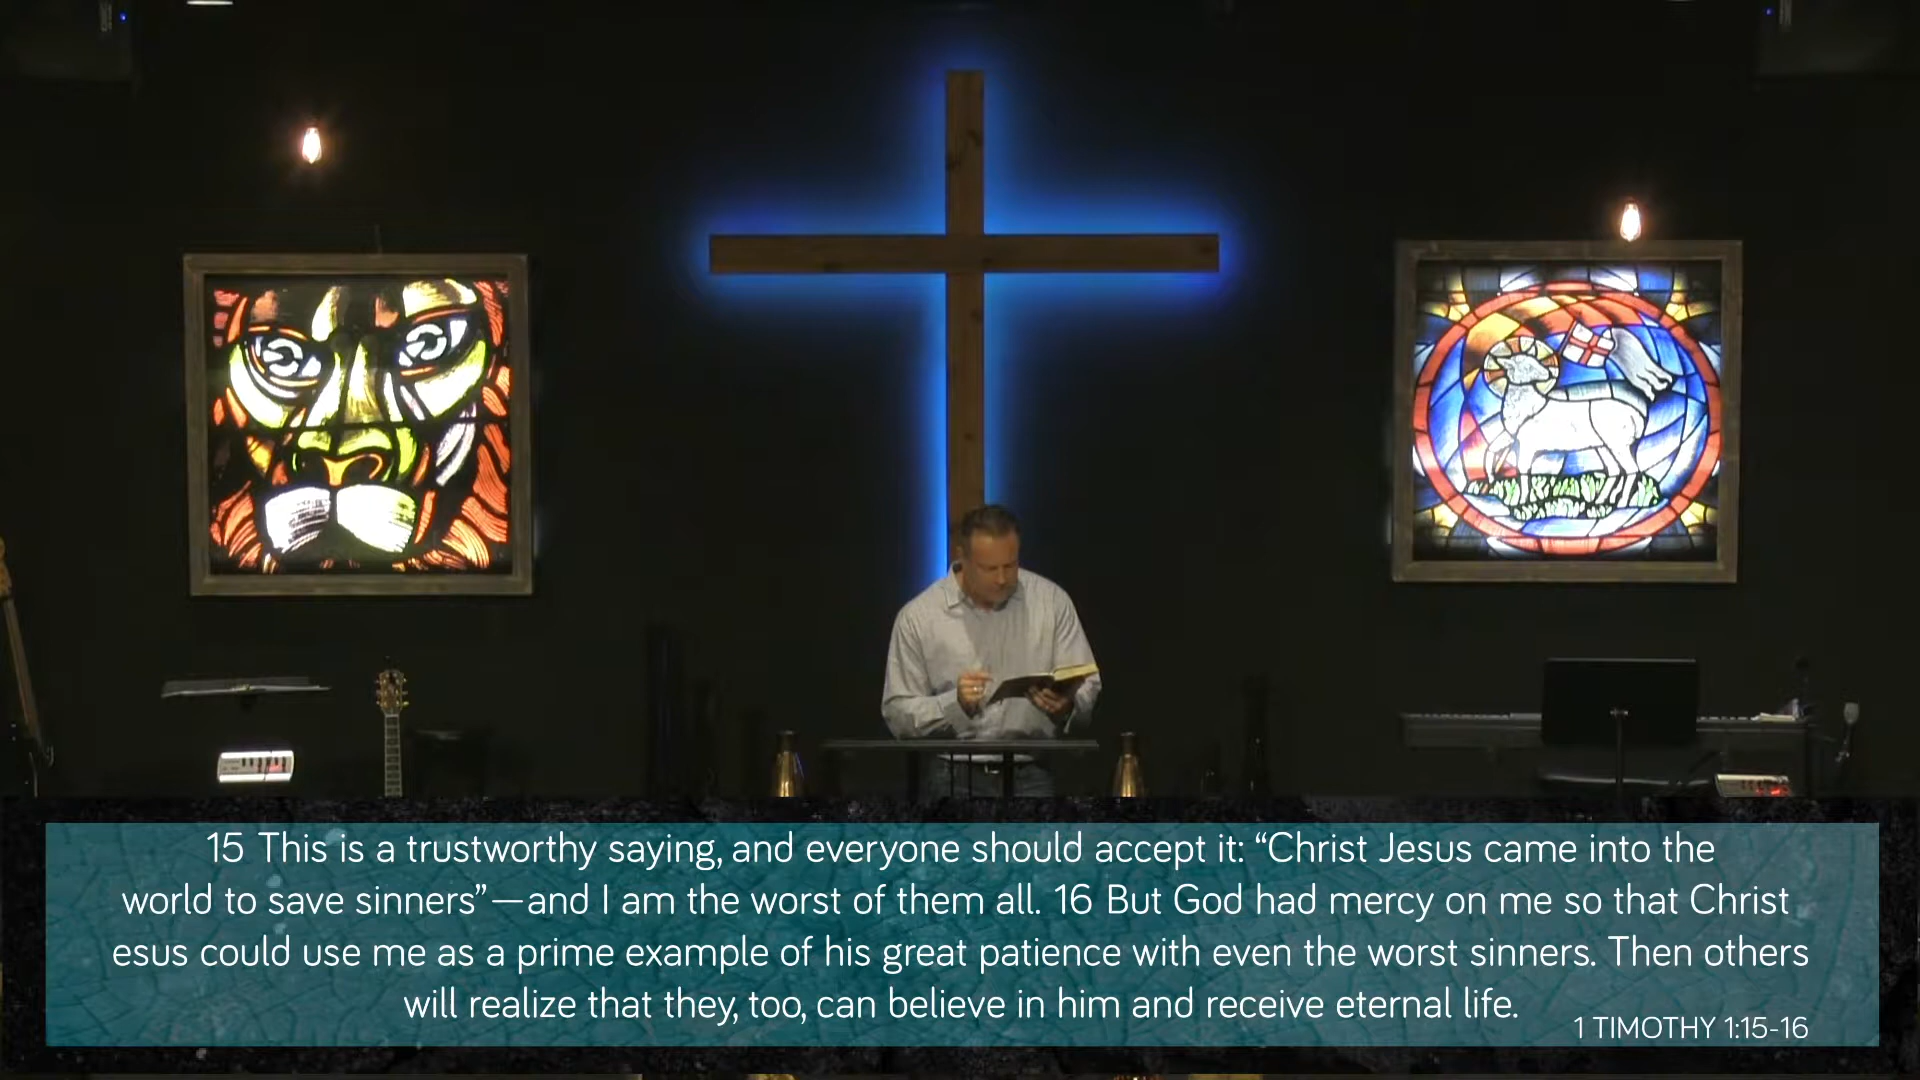 15 This is a trustworthy saying, and everyone should accept it: “Christ Jesus came into the
world to save sinners”—and I am the worst of them all. 16 But God had mercy on me so that Christ
esus could use me as a prime example of his great patience with even the worst sinners. Then others
will realize that they, too, can believe in him and receive eternal life.
1 TIMOTHY 1:15-16